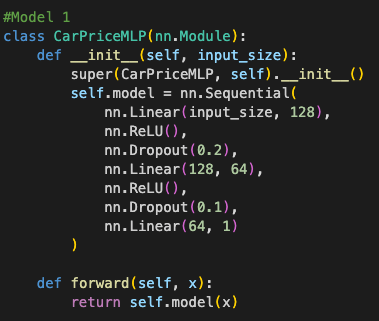 #Model 1
class CarPriceMLP(nn.Module):
    def __init__(self, input_size):
        super(CarPriceMLP, self).__init__()
        self.model = nn.Sequential(
            nn.Linear(input_size, 128),
            nn.ReLU(),
            nn.Dropout(0.2),
            nn.Linear(128, 64),
            nn.ReLU(),
            nn.Dropout(0.1),
            nn.Linear(64, 1)
        )
    def forward(self, x):
        return self.model(x)